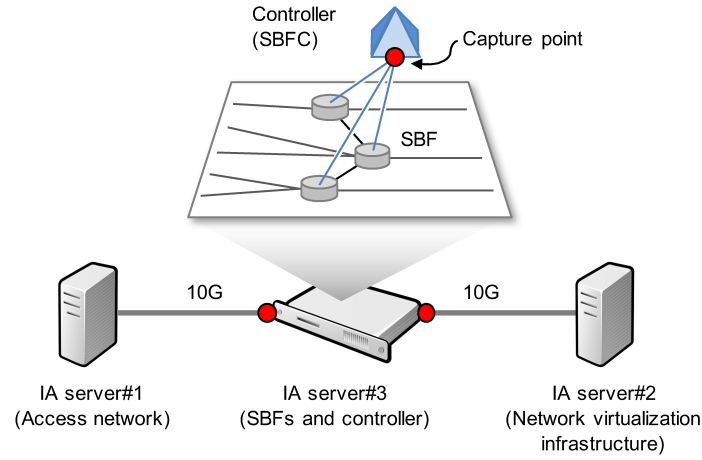 Controller
(SBFC)
Capture point
SBF
10G
10G
IA server#1
(Access network)
IA server#3
(SBFs and controller)
IA server#2
(Network virtualization
infrastructure)